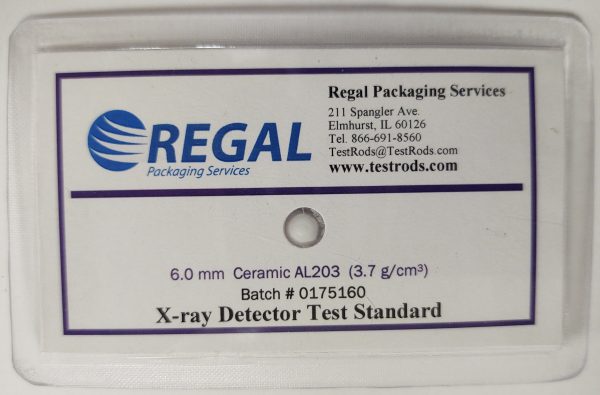 REGAL
Packaging Services
Regal Packaging Services
211 Spangler Ave.
Elmhurst, IL 60126
Tel. 866-691-8560
TestRods@TestRods.com
www.testrods.com
6.0 mm Ceramic AL203 (3.7 g/cm³)
Batch # 0175160
X-ray Detector Test Standard